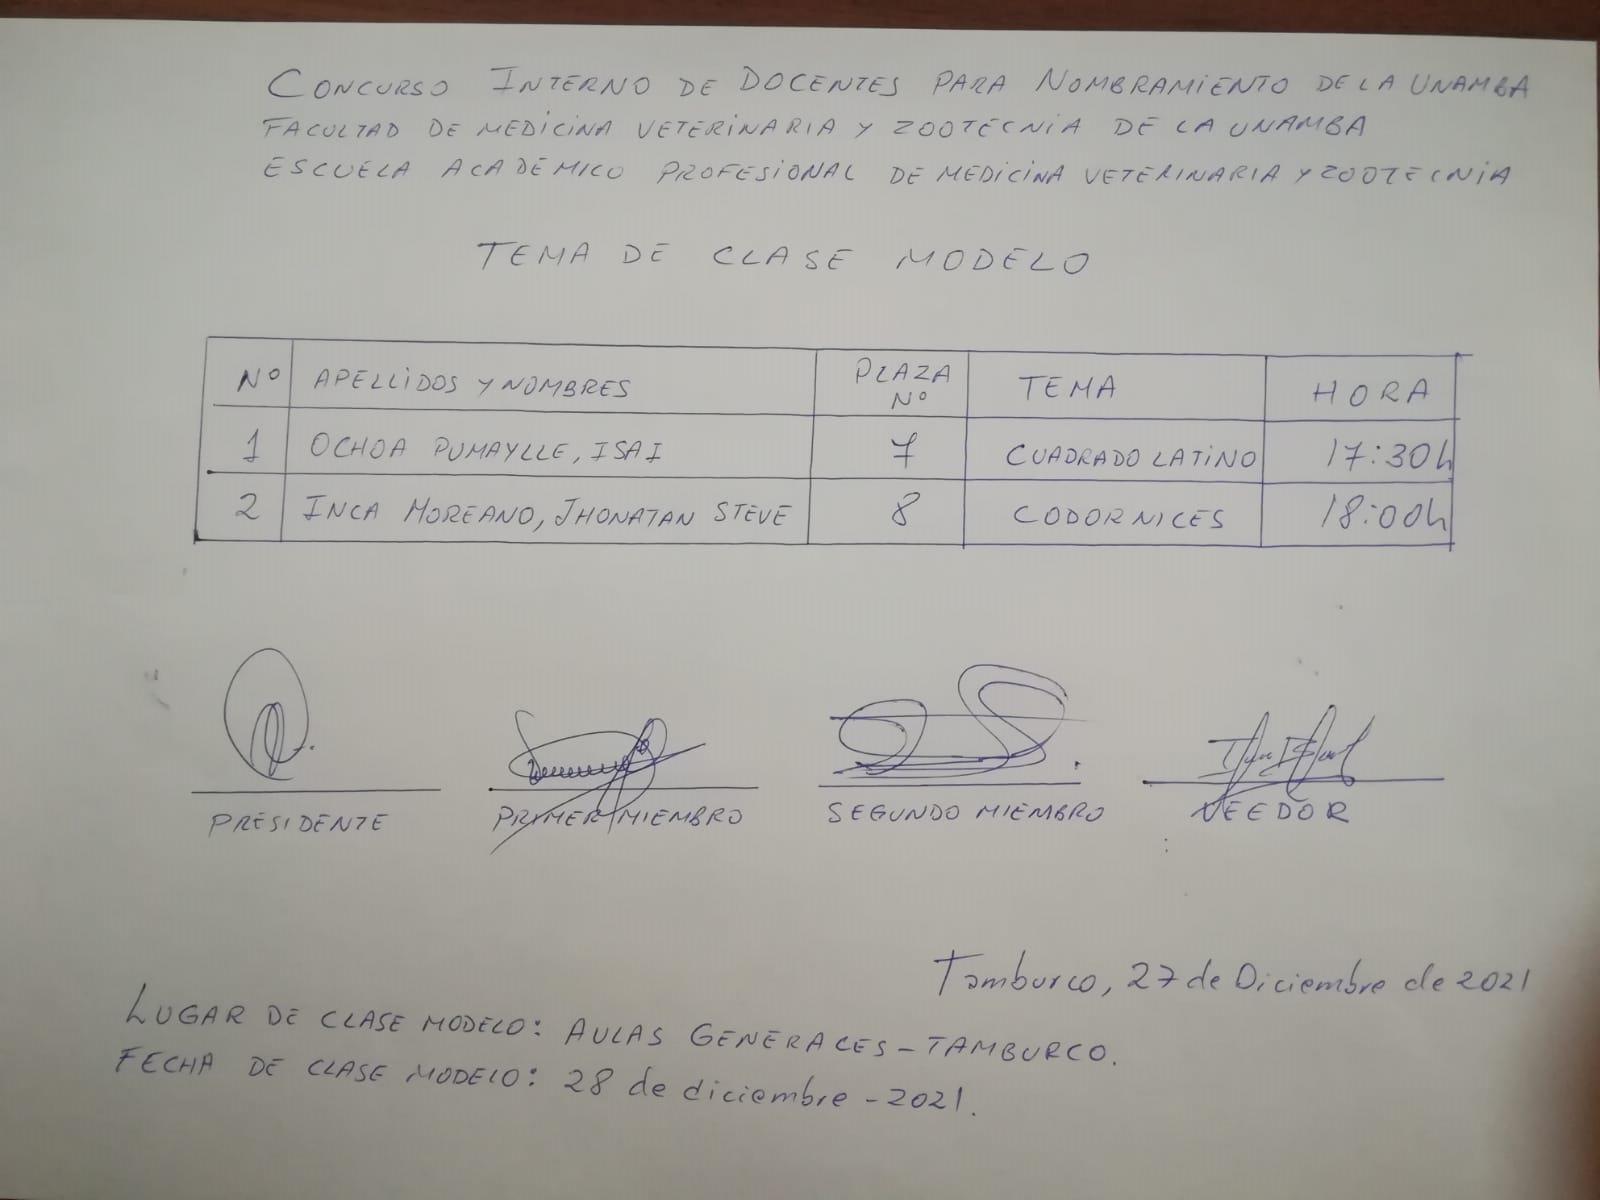 CONCURSO INTERNO DE DOCENTES PARA NOMBRAMIENTO DE LA UNAMBA
FACULTAD DE MEDICINA VETERINARIA Y ZOOTECNIA DE LA UNAMBA
ESCUELA ACADEMICO PROFESIONAL DE MEDICINA VETERINARIA Y ZOOTECNIA
TEMA DE CLASE MODELO
Nº APELLIDOS Y NOMBRES PLAZA Nº TEMA HORA
1 OCHOA PUMAYLLE, ISAI 7 CUADRADO LATINO 17:30h
2 INCA MOREANO, JHONATAN STEVE 8 CODORNICES 18:00h
PRESIDENTE PRIMER MIEMBRO SEGUNDO MIEMBRO VEEDOR
Tamburco, 27 de Diciembre de 2021
LUGAR DE CLASE MODELO: AULAS GENERALES - TAMBURCO.
FECHA DE CLASE MODELO: 28 de diciembre - 2021.